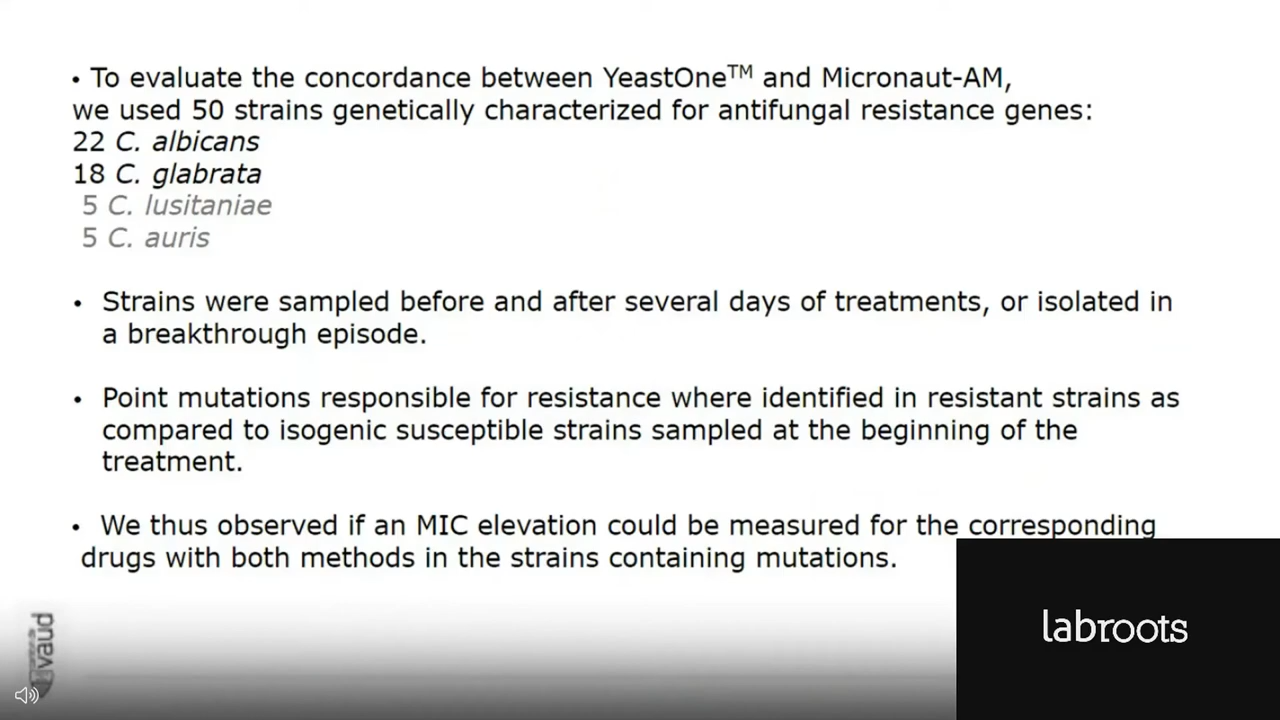 • To evaluate the concordance between YeastOne™ and Micronaut-AM,
we used 50 strains genetically characterized for antifungal resistance genes:
22 C. albicans
18 C. glabrata
5 C. lusitaniae
5 C. auris
• Strains were sampled before and after several days of treatments, or isolated in
a breakthrough episode.
• Point mutations responsible for resistance where identified in resistant strains as
compared to isogenic susceptible strains sampled at the beginning of the
treatment.
• We thus observed if an MIC elevation could be measured for the corresponding
drugs with both methods in the strains containing mutations.
vaud
labroots